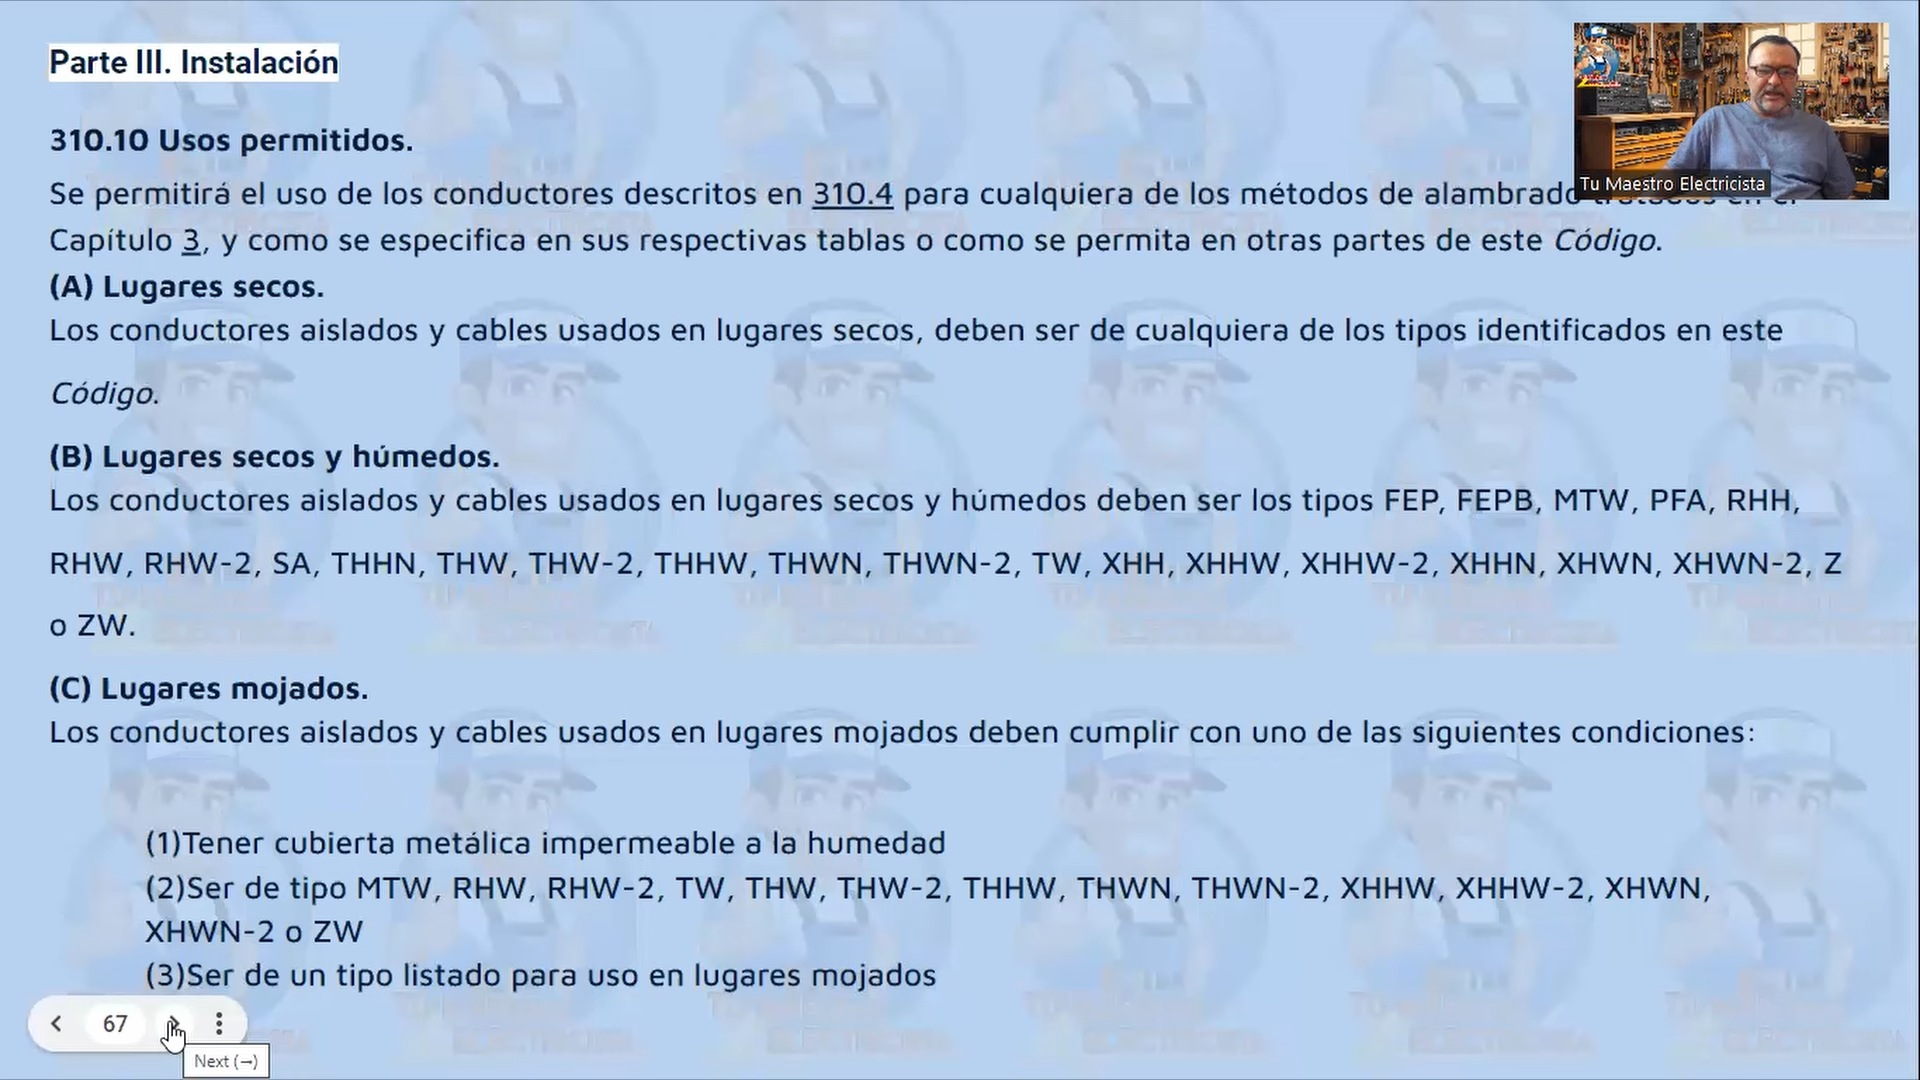 Parte III. Instalación
310.10 Usos permitidos.
Se permitirá el uso de los conductores descritos en 310.4 para cualquiera de los métodos de alambrado
Tu Maestro Electricista
Capítulo 3, y como se especifica en sus respectivas tablas o como se permita en otras partes de este Código.
(A) Lugares secos.
Los conductores aislados y cables usados en lugares secos, deben ser de cualquiera de los tipos identificados en este
Código.
(B) Lugares secos y húmedos.
Los conductores aislados y cables usados en lugares secos y húmedos deben ser los tipos FEP, FEPB, MTW, PFA, RHH,
RHW, RHW-2, SA, THHN, THW, THW-2, THHW, THWN, THWN-2, TW, XHH, XHHW, XHHW-2, XHHN, XHWN, XHWN-2, Z
o ZW.
(C) Lugares mojados.
Los conductores aislados y cables usados en lugares mojados deben cumplir con uno de las siguientes condiciones:
(1)Tener cubierta metálica impermeable a la humedad
(2)Ser de tipo MTW, RHW, RHW-2, TW, THW, THW-2, THHW, THWN, THWN-2, XHHW, XHHW-2, XHWN,
XHWN-2 o ZW
(3)Ser de un tipo listado para uso en lugares mojados
67
Next (→)